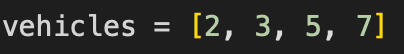 vehicles = [2, 3, 5, 7]